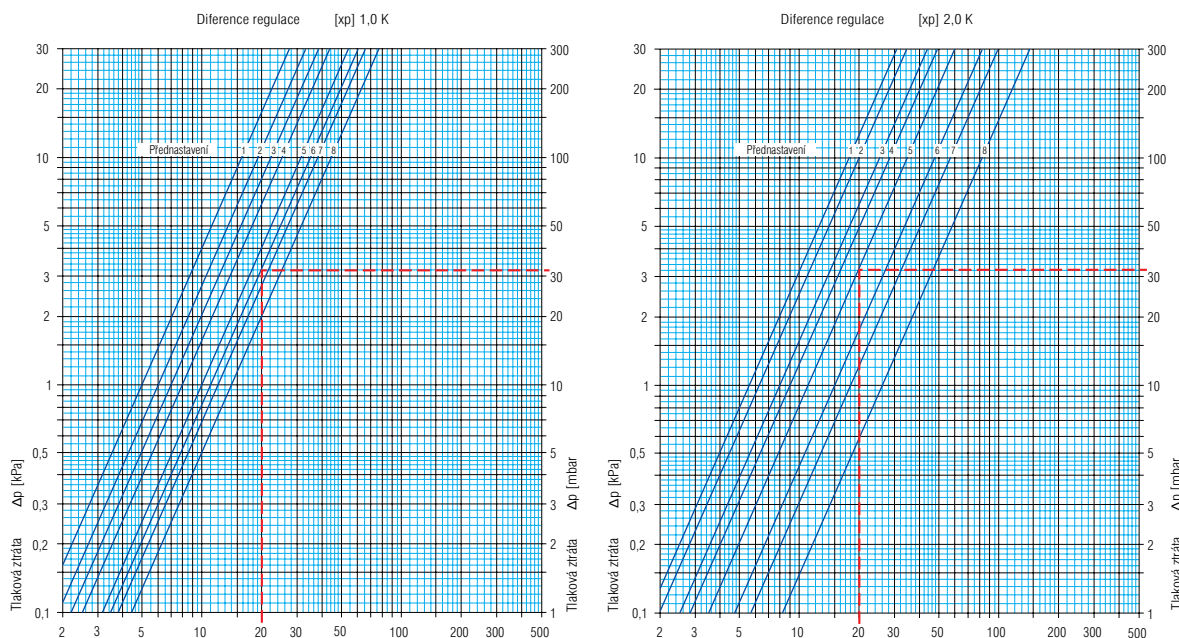 Diference regulace [xp] 1,0 K
30 20 10 5 3 2 1 0,5 0,3 0,2 0,1
Tlaková ztráta Δp [kPa]
Přednastavení 1 2 3 4 5 6 7 8
300 200 100 50 30 20 10 5 3 2 1
Tlaková ztráta Δp [mbar]
2 3 5 10 20 30 50 100 200 300 500
Diference regulace [xp] 2,0 K
30 20 10 5 3 2 1 0,5 0,3 0,2 0,1
Tlaková ztráta Δp [kPa]
Přednastavení 1 2 3 4 5 6 7 8
300 200 100 50 30 20 10 5 3 2 1
Tlaková ztráta Δp [mbar]
2 3 5 10 20 30 50 100 200 300 500